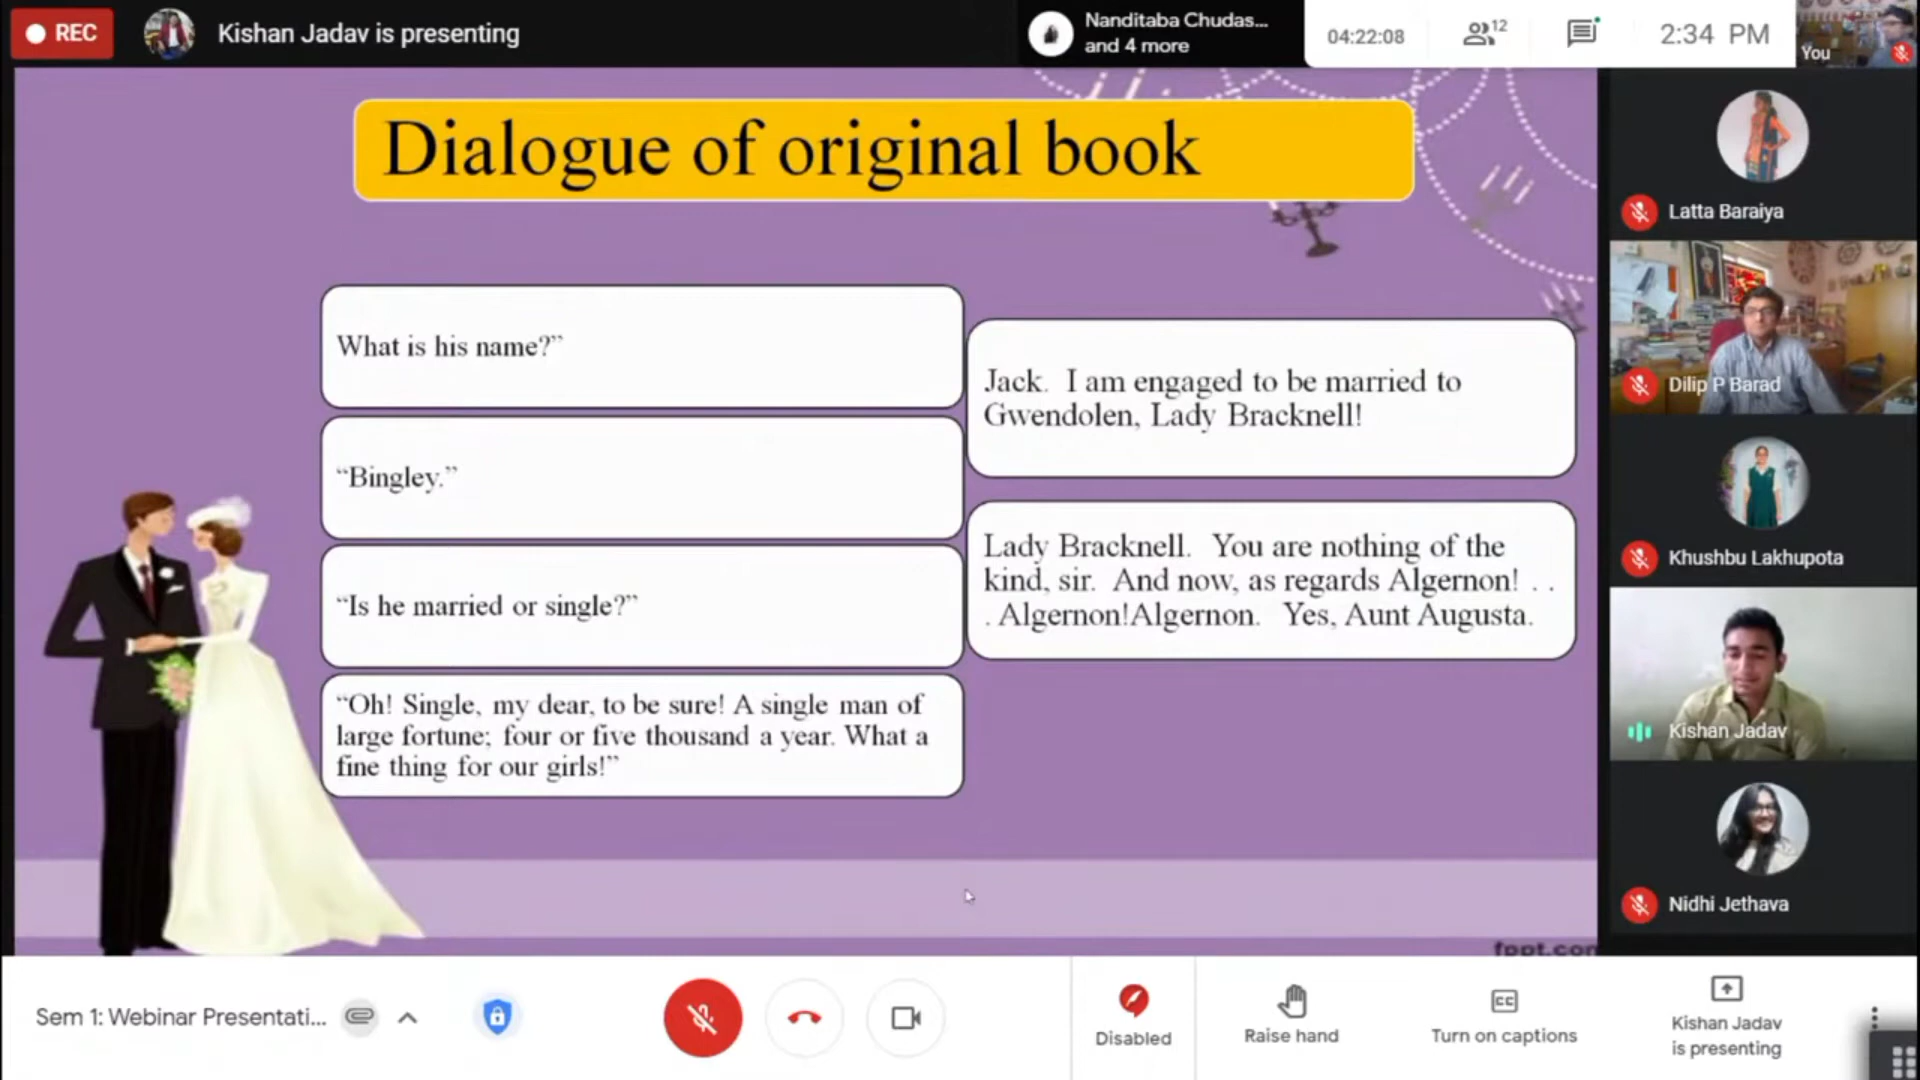 REC
Kishan Jadav is presenting
Nanditaba Chudas...
and 4 more
04:22:08
12
2:34 PM
You
Dialogue of original book
What is his name?”
“Bingley.”
“Is he married or single?”
“Oh! Single, my dear, to be sure! A single man of
large fortune; four or five thousand a year. What a
fine thing for our girls!”
Jack. I am engaged to be married to
Gwendolen, Lady Bracknell!
Lady Bracknell. You are nothing of the
kind, sir. And now, as regards Algernon! . .
. Algernon!Algernon. Yes, Aunt Augusta.
fppt.com
Latta Baraiya
Dilip P Barad
Khushbu Lakhupota
Kishan Jadav
Nidhi Jethava
Sem 1: Webinar Presentati...
Disabled
Raise hand
CC
Turn on captions
Kishan Jadav
is presenting